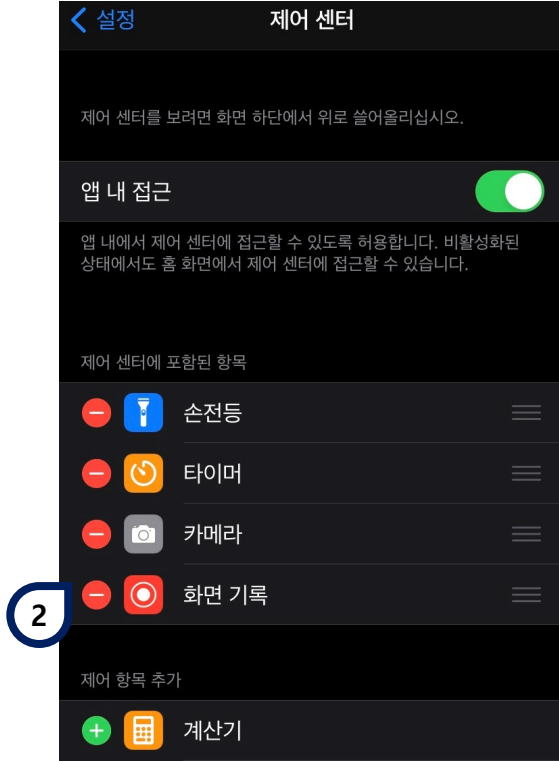 설정
제어 센터
제어 센터를 보려면 화면 하단에서 위로 쓸어올리십시오.
앱 내 접근
앱 내에서 제어 센터에 접근할 수 있도록 허용합니다. 비활성화된
상태에서도 홈 화면에서 제어 센터에 접근할 수 있습니다.
제어 센터에 포함된 항목
손전등
타이머
카메라
화면 기록
2
제어 항목 추가
계산기